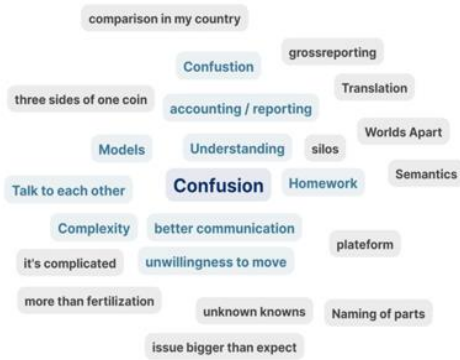 comparison in my country
grossreporting
Confustion
Translation
three sides of one coin
accounting / reporting
Worlds Apart
Models
Understanding
silos
Semantics
Talk to each other
Confusion
Homework
Complexity
better communication
plateform
it's complicated
unwillingness to move
more than fertilization
unknown knowns
Naming of parts
issue bigger than expect